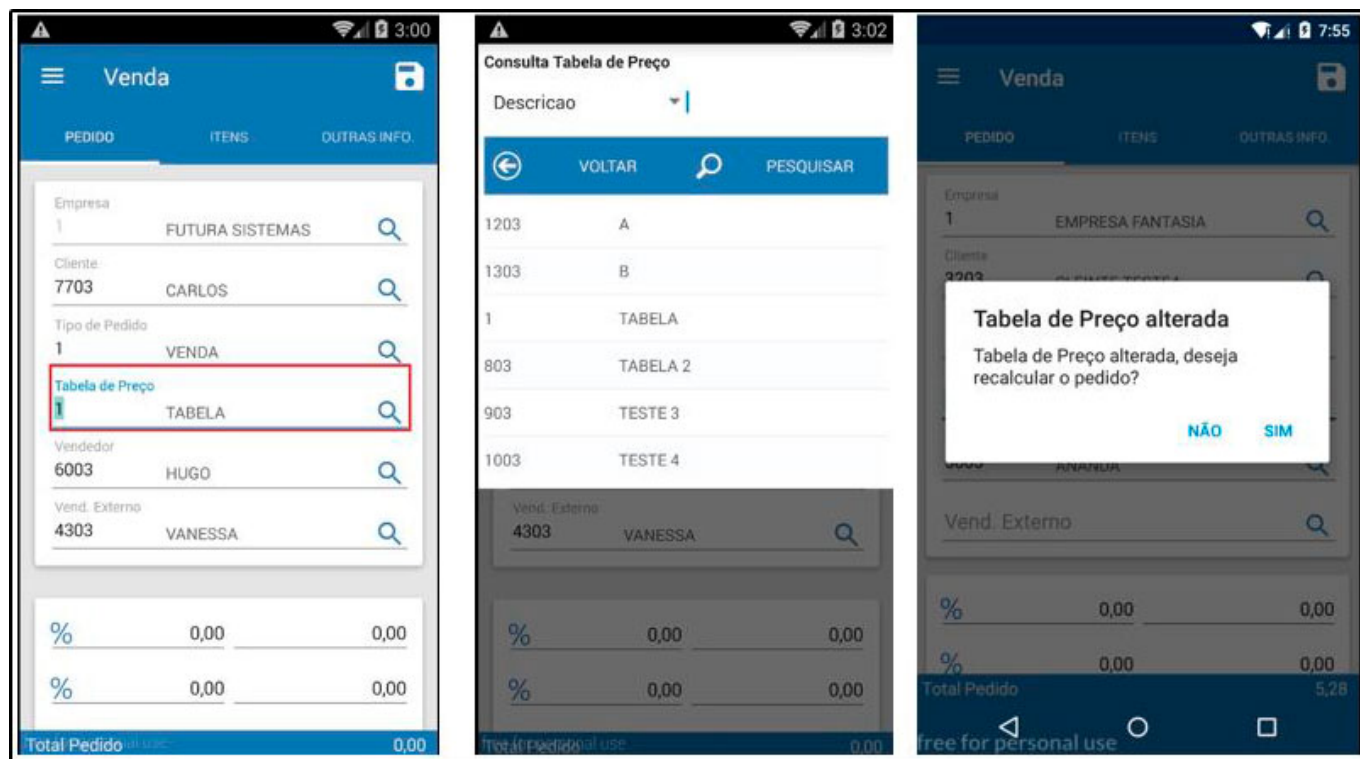 3:00
Venda
PEDIDO ITENS OUTRAS INFO.
Empresa
1 FUTURA SISTEMAS
Cliente
7703 CARLOS
Tipo de Pedido
1 VENDA
Tabela de Preço
1 TABELA
Vendedor
6003 HUGO
Vend. Externo
4303 VANESSA
% 0,00 0,00
% 0,00 0,00
Total Pedido 0,00
3:02
Consulta Tabela de Preço
Descricao
VOLTAR PESQUISAR
1203 A
1303 B
1 TABELA
803 TABELA 2
903 TESTE 3
1003 TESTE 4
Vend. Externo
4303 VANESSA
% 0,00 0,00
% 0,00 0,00
Total Pedido 0,00
7:55
Venda
PEDIDO ITENS OUTRAS INFO.
Empresa
1 EMPRESA FANTASIA
Cliente
3203
Tabela de Preço alterada
Tabela de Preço alterada, deseja
recalcular o pedido?
NÃO SIM
ANANDA
Vend. Externo
% 0,00 0,00
% 0,00 0,00
Total Pedido 5,28
free for personal use